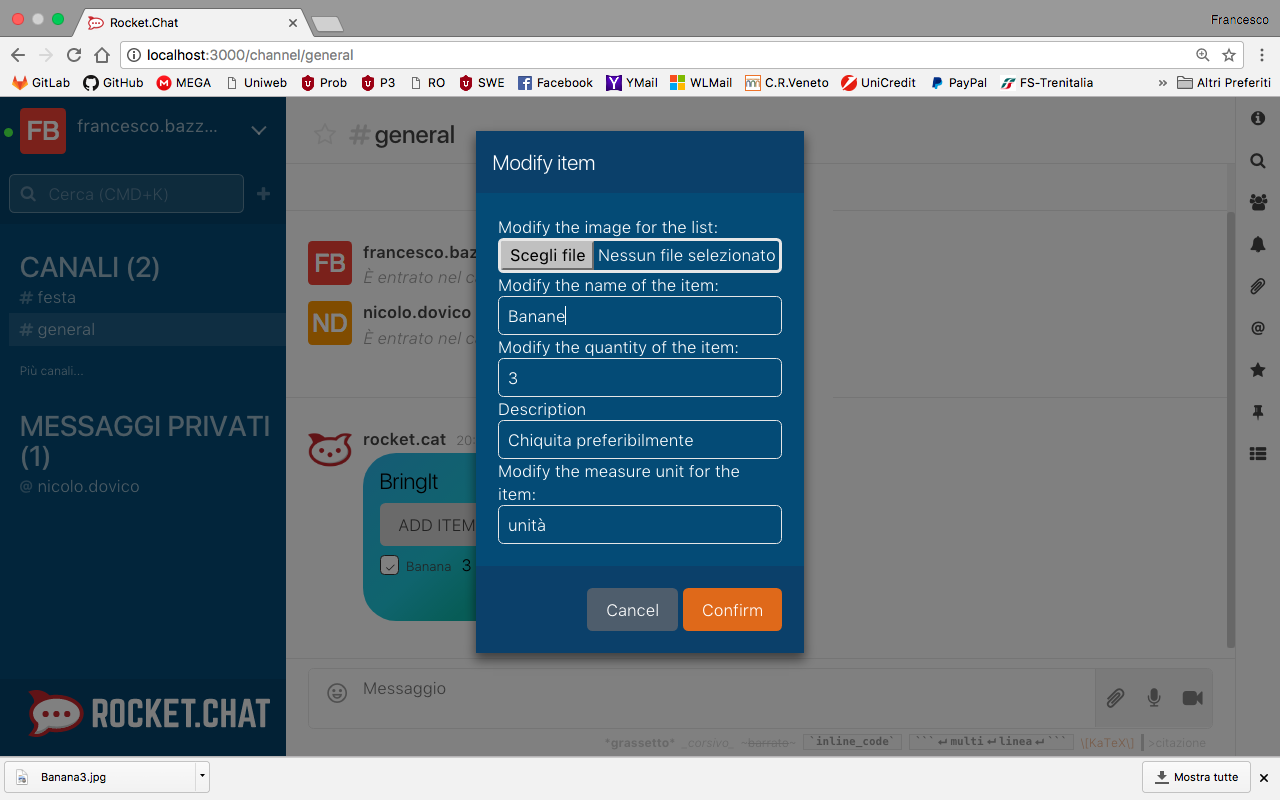 Rocket.Chat
Francesco
localhost:3000/channel/general
GitLab GitHub MEGA Uniweb Prob P3 RO SWE Facebook YMail WLMail C.R.Veneto UniCredit PayPal FS-Trenitalia » Altri Preferiti
FB francesco.bazz...
Cerca (CMD+K)
CANALI (2)
# festa
# general
Più canali...
MESSAGGI PRIVATI
(1)
@ nicolo.dovico
ROCKET.CHAT
#general
FB francesco.baz
È entrato nel c
ND nicolo.dovico
È entrato nel c
rocket.cat 20:
BringIt
ADD ITEM
Banana 3
Modify item
Modify the image for the list:
Scegli file Nessun file selezionato
Modify the name of the item:
Banane
Modify the quantity of the item:
3
Description
Chiquita preferibilmente
Modify the measure unit for the
item:
unità
Cancel Confirm
Messaggio
*grassetto* _corsivo_ ~barrato~ `inline_code` ```↵multi↵linea↵``` \[KaTeX\] >citazione
Banana3.jpg
Mostra tutte